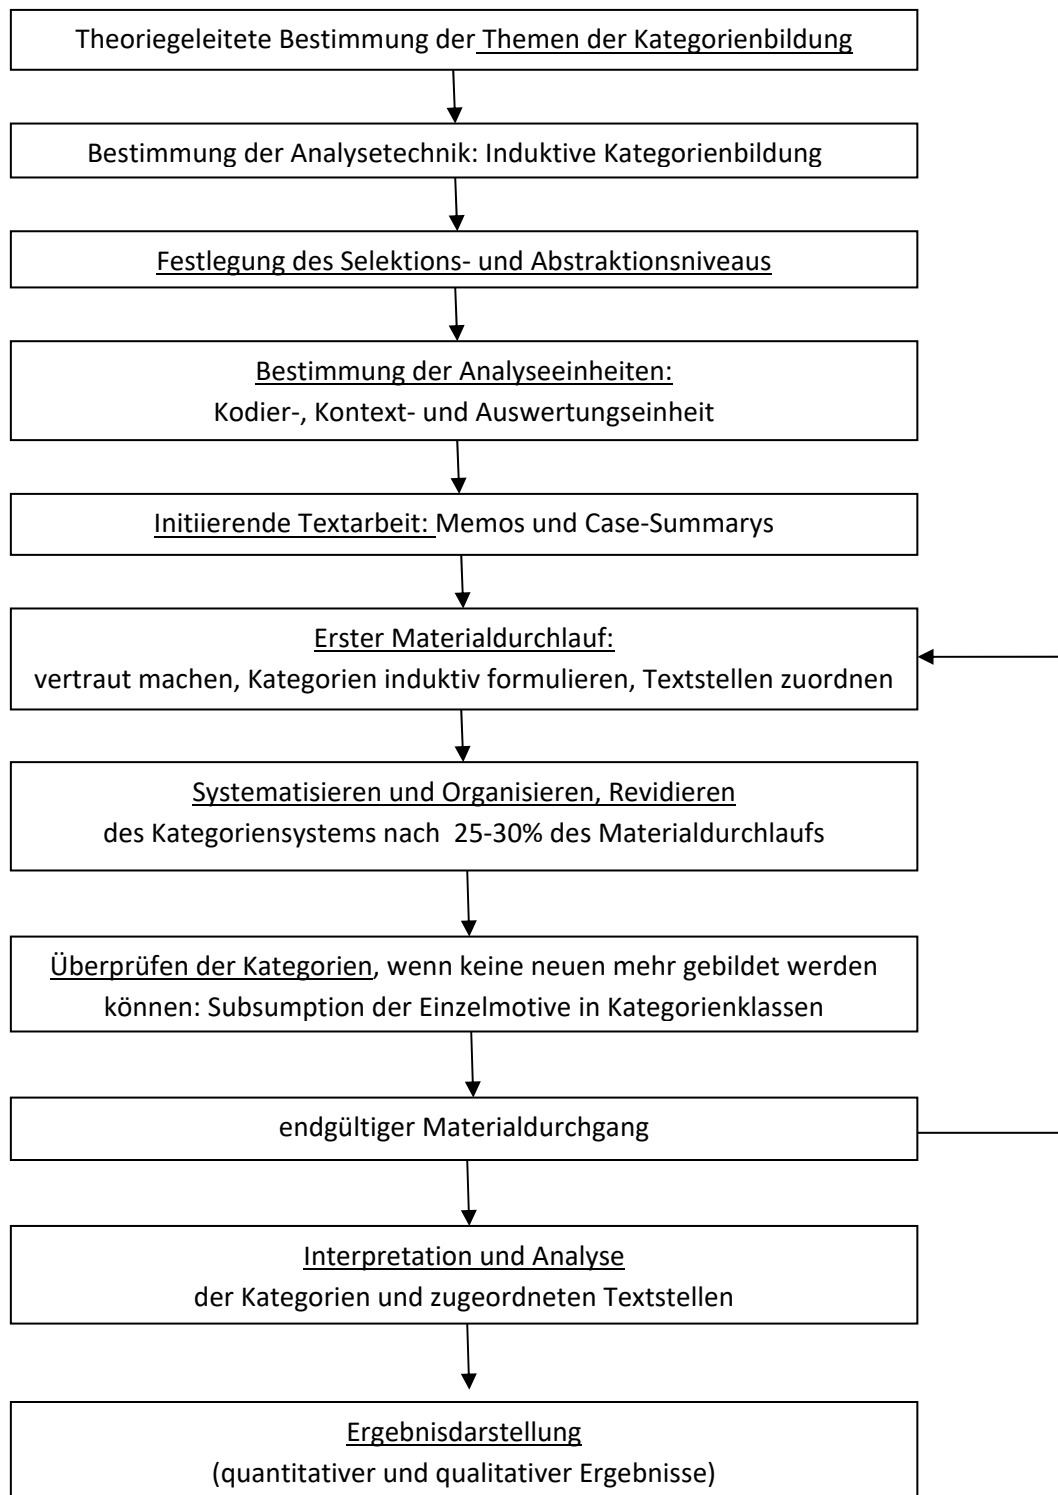 Theoriegeleitete Bestimmung der Themen der Kategorienbildung
Bestimmung der Analysetechnik: Induktive Kategorienbildung
Festlegung des Selektions- und Abstraktionsniveaus
Bestimmung der Analyseeinheiten:
Kodier-, Kontext- und Auswertungseinheit
Initiierende Textarbeit: Memos und Case-Summarys
Erster Materialdurchlauf:
vertraut machen, Kategorien induktiv formulieren, Textstellen zuordnen
Systematisieren und Organisieren, Revidieren
des Kategoriensystems nach 25-30% des Materialdurchlaufs
Überprüfen der Kategorien, wenn keine neuen mehr gebildet werden
können: Subsumption der Einzelmotive in Kategorienklassen
endgültiger Materialdurchgang
Interpretation und Analyse
der Kategorien und zugeordneten Textstellen
Ergebnisdarstellung
(quantitativer und qualitativer Ergebnisse)